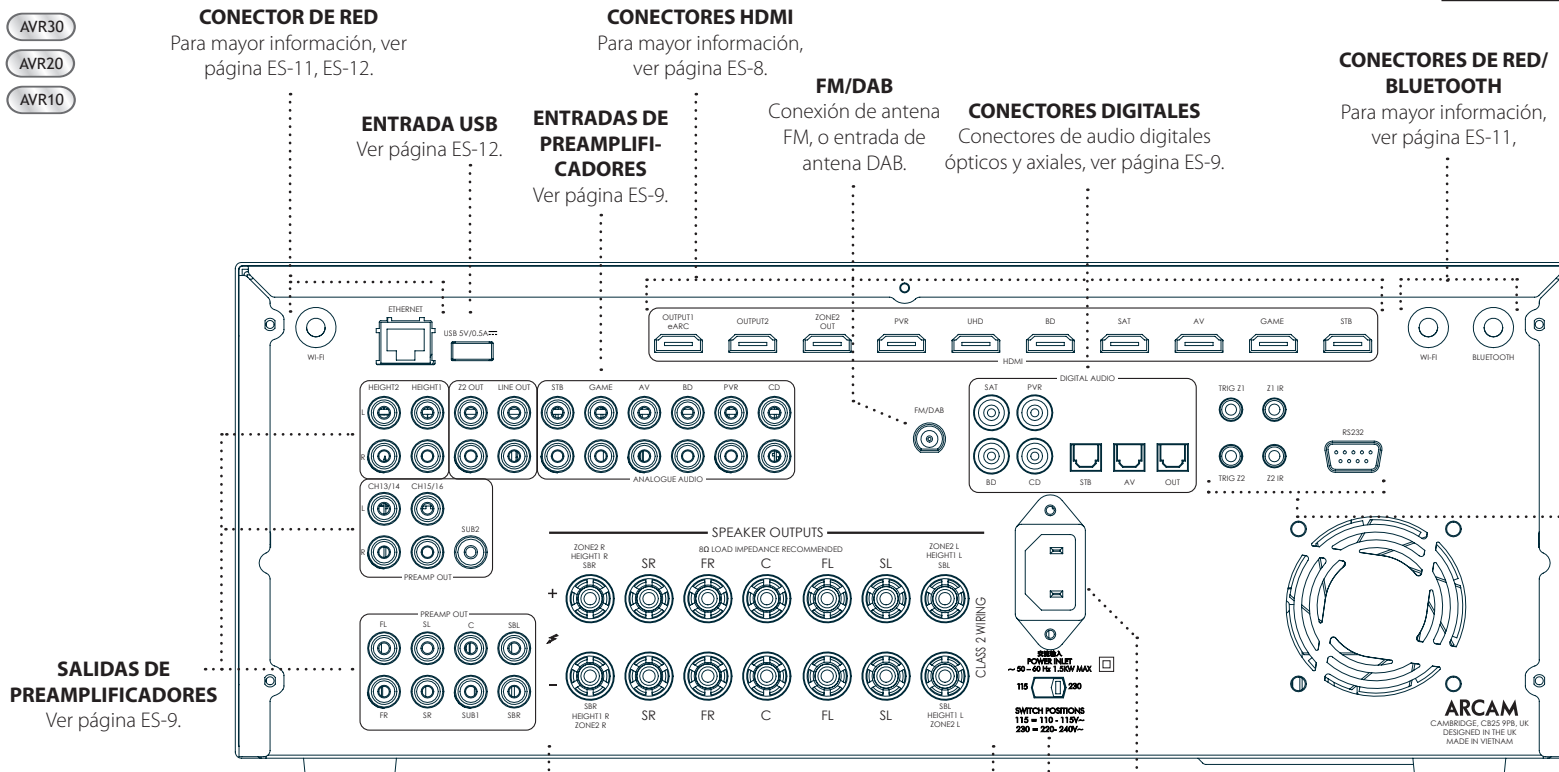 AVR30
AVR20
AVR10
CONECTOR DE RED
Para mayor información, ver
página ES-11, ES-12.
ENTRADA USB
Ver página ES-12.
ENTRADAS DE
PREAMPLIFI-
CADORES
Ver página ES-9.
CONECTORES HDMI
Para mayor información,
ver página ES-8.
FM/DAB
Conexión de antena
FM, o entrada de
antena DAB.
CONECTORES DIGITALES
Conectores de audio digitales
ópticos y axiales, ver página ES-9.
CONECTORES DE RED/
BLUETOOTH
Para mayor información,
ver página ES-11,
WI-FI
ETHERNET
USB 5V/0.5A
OUTPUT1
eARC
OUTPUT2
ZONE2
OUT
PVR
UHD
BD
SAT
AV
GAME
STB
HDMI
WI-FI
BLUETOOTH
HEIGHT2
HEIGHT1
Z2 OUT
LINE OUT
STB
GAME
AV
BD
PVR
CD
L
R
ANALOGUE AUDIO
FM/DAB
DIGITAL AUDIO
SAT
PVR
BD
CD
STB
AV
OUT
TRIG Z1
Z1 IR
TRIG Z2
Z2 IR
RS232
CH13/14
CH15/16
L
R
SUB2
PREAMP OUT
SPEAKER OUTPUTS
8Ω LOAD IMPEDANCE RECOMMENDED
ZONE2 R
HEIGHT1 R
SBR
SR
FR
C
FL
SL
ZONE2 L
HEIGHT1 L
SBL
+
–
SBR
HEIGHT1 R
ZONE2 R
SR
FR
C
FL
SL
SBL
HEIGHT1 L
ZONE2 L
CLASS 2 WIRING
PREAMP OUT
FL
SL
C
SBL
FR
SR
SUB1
SBR
SALIDAS DE
PREAMPLIFICADORES
Ver página ES-9.
POWER INLET
~ 50 – 60 Hz 1.5KW MAX
115
230
SWITCH POSITIONS
115 = 110 - 115V~
230 = 220- 240V~
ARCAM
CAMBRIDGE, CB25 9PB, UK
DESIGNED IN THE UK
MADE IN VIETNAM